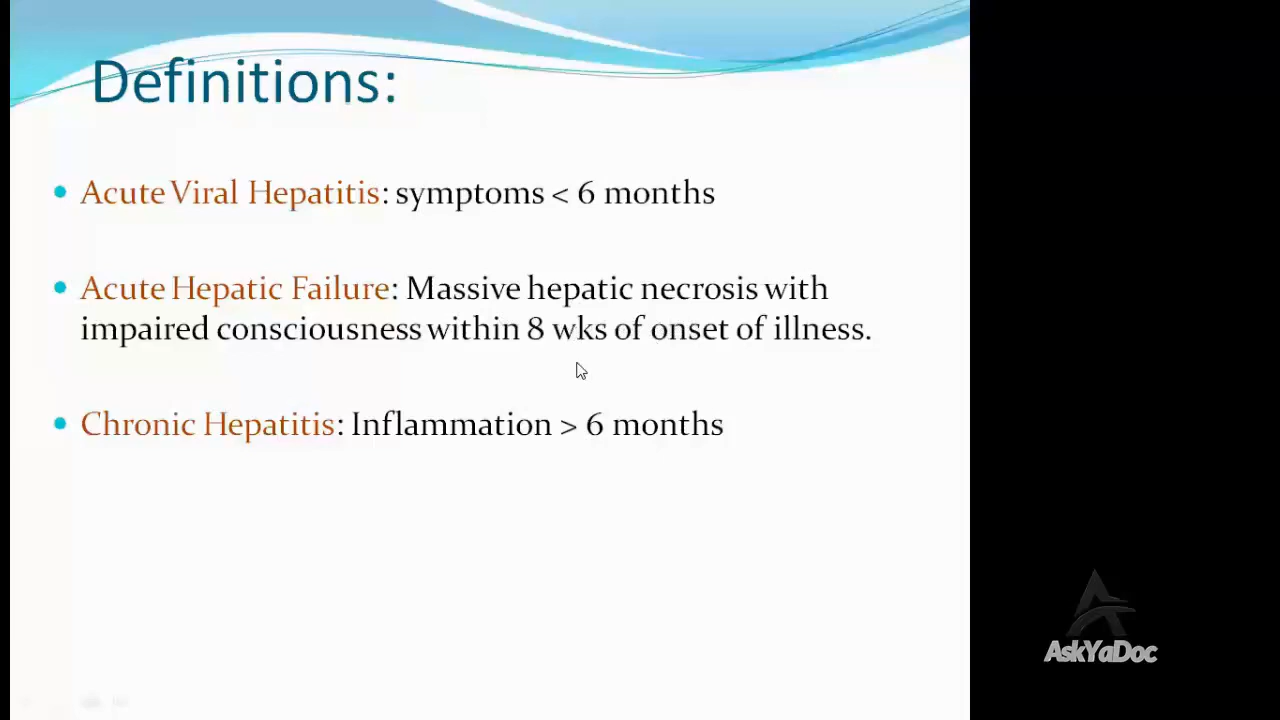 Definitions:
• Acute Viral Hepatitis: symptoms < 6 months
• Acute Hepatic Failure: Massive hepatic necrosis with
impaired consciousness within 8 wks of onset of illness.
• Chronic Hepatitis: Inflammation > 6 months
AskYaDoc